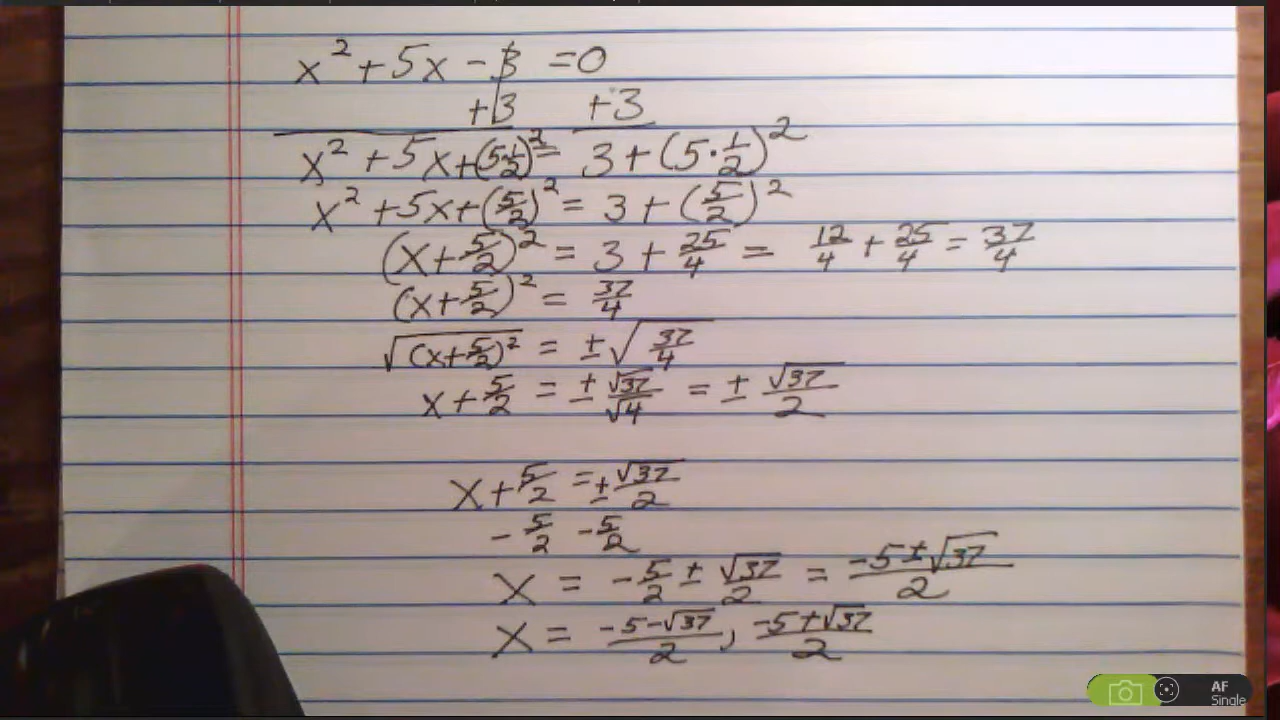 x² + 5x - 3 = 0
+3 +3
x² + 5x + (5·1/2)² = 3 + (5·1/2)²
x² + 5x + (5/2)² = 3 + (5/2)²
(x + 5/2)² = 3 + 25/4 = 12/4 + 25/4 = 37/4
(x + 5/2)² = 37/4
√(x + 5/2)² = ±√37/4
x + 5/2 = ± √37/√4 = ± √37/2
x + 5/2 = ± √37/2
- 5/2 - 5/2
x = - 5/2 ± √37/2 = -5±√37/2
x = -5-√37/2 , -5+√37/2
AF
Single